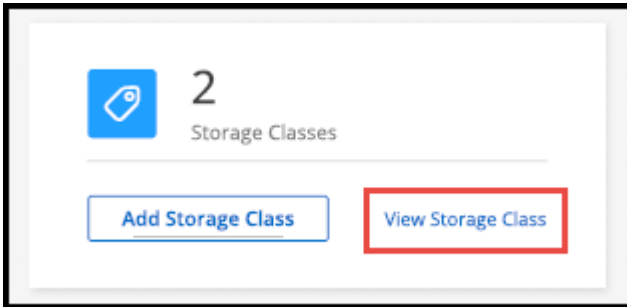 2
Storage Classes
Add Storage Class
View Storage Class